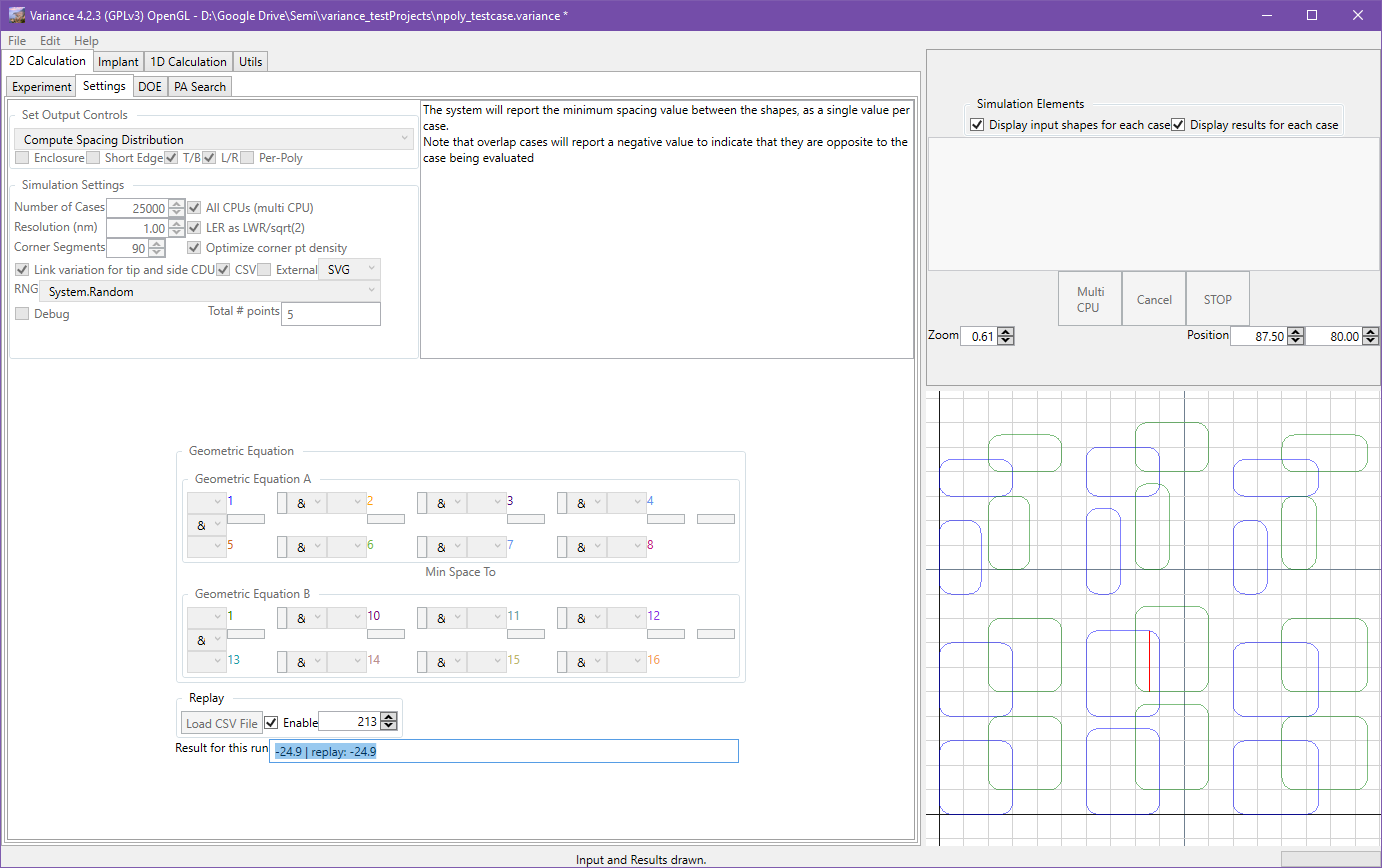 Variance 4.2.3 (GPLv3) OpenGL - D:\Google Drive\Semi\variance_testProjects\npoly_testcase.variance *
File Edit Help
2D Calculation Implant 1D Calculation Utils
Experiment Settings DOE PA Search
Set Output Controls
Compute Spacing Distribution
Enclosure Short Edge T/B L/R Per-Poly
Simulation Settings
Number of Cases 25000 All CPUs (multi CPU)
Resolution (nm) 1.00 LER as LWR/sqrt(2)
Corner Segments 90 Optimize corner pt density
Link variation for tip and side CDU CSV External SVG
RNG System.Random
Debug Total # points 5
The system will report the minimum spacing value between the shapes, as a single value per
case.
Note that overlap cases will report a negative value to indicate that they are opposite to the
case being evaluated
Geometric Equation
Geometric Equation A
1 & 2 & 3 & 4
&
5 & 6 & 7 & 8
Min Space To
Geometric Equation B
1 & 10 & 11 & 12
&
13 & 14 & 15 & 16
Replay
Load CSV File Enable 213
Result for this run -24.9 | replay: -24.9
Simulation Elements
Display input shapes for each case Display results for each case
Multi
CPU
Cancel STOP
Zoom 0.61 Position 87.50 80.00
Input and Results drawn.